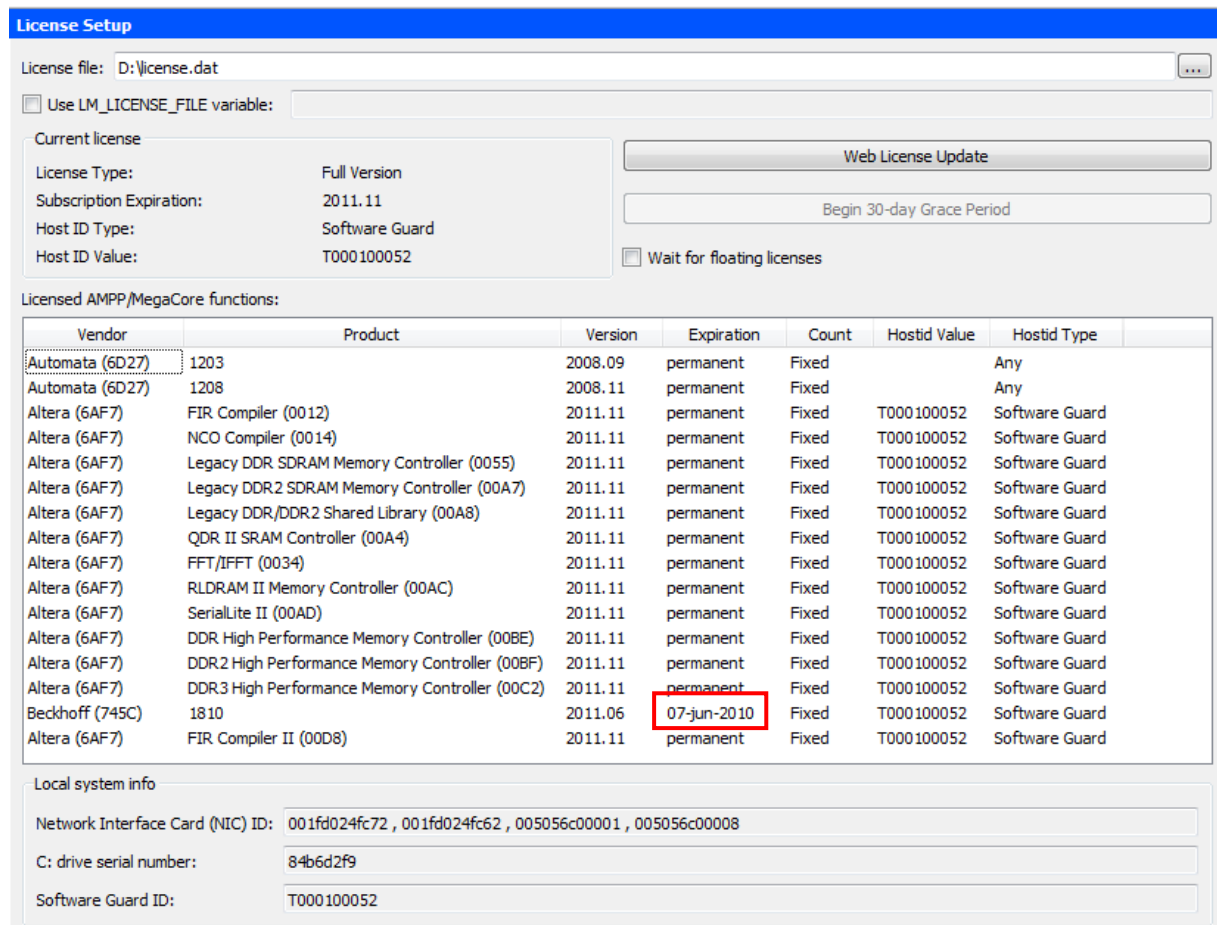 License Setup
License file: D:\license.dat ...
Use LM_LICENSE_FILE variable:
Current license
License Type: Full Version
Subscription Expiration: 2011.11
Host ID Type: Software Guard
Host ID Value: T000100052
Web License Update
Begin 30-day Grace Period
Wait for floating licenses
Licensed AMPP/MegaCore functions:
Vendor Product Version Expiration Count Hostid Value Hostid Type
Automata (6D27) 1203 2008.09 permanent Fixed Any
Automata (6D27) 1208 2008.11 permanent Fixed Any
Altera (6AF7) FIR Compiler (0012) 2011.11 permanent Fixed T000100052 Software Guard
Altera (6AF7) NCO Compiler (0014) 2011.11 permanent Fixed T000100052 Software Guard
Altera (6AF7) Legacy DDR SDRAM Memory Controller (0055) 2011.11 permanent Fixed T000100052 Software Guard
Altera (6AF7) Legacy DDR2 SDRAM Memory Controller (00A7) 2011.11 permanent Fixed T000100052 Software Guard
Altera (6AF7) Legacy DDR/DDR2 Shared Library (00A8) 2011.11 permanent Fixed T000100052 Software Guard
Altera (6AF7) QDR II SRAM Controller (00A4) 2011.11 permanent Fixed T000100052 Software Guard
Altera (6AF7) FFT/IFFT (0034) 2011.11 permanent Fixed T000100052 Software Guard
Altera (6AF7) RLDRAM II Memory Controller (00AC) 2011.11 permanent Fixed T000100052 Software Guard
Altera (6AF7) SerialLite II (00AD) 2011.11 permanent Fixed T000100052 Software Guard
Altera (6AF7) DDR High Performance Memory Controller (00BE) 2011.11 permanent Fixed T000100052 Software Guard
Altera (6AF7) DDR2 High Performance Memory Controller (00BF) 2011.11 permanent Fixed T000100052 Software Guard
Altera (6AF7) DDR3 High Performance Memory Controller (00C2) 2011.11 permanent Fixed T000100052 Software Guard
Beckhoff (745C) 1810 2011.06 07-jun-2010 Fixed T000100052 Software Guard
Altera (6AF7) FIR Compiler II (00D8) 2011.11 permanent Fixed T000100052 Software Guard
Local system info
Network Interface Card (NIC) ID: 001fd024fc72 , 001fd024fc62 , 005056c00001 , 005056c00008
C: drive serial number: 84b6d2f9
Software Guard ID: T000100052